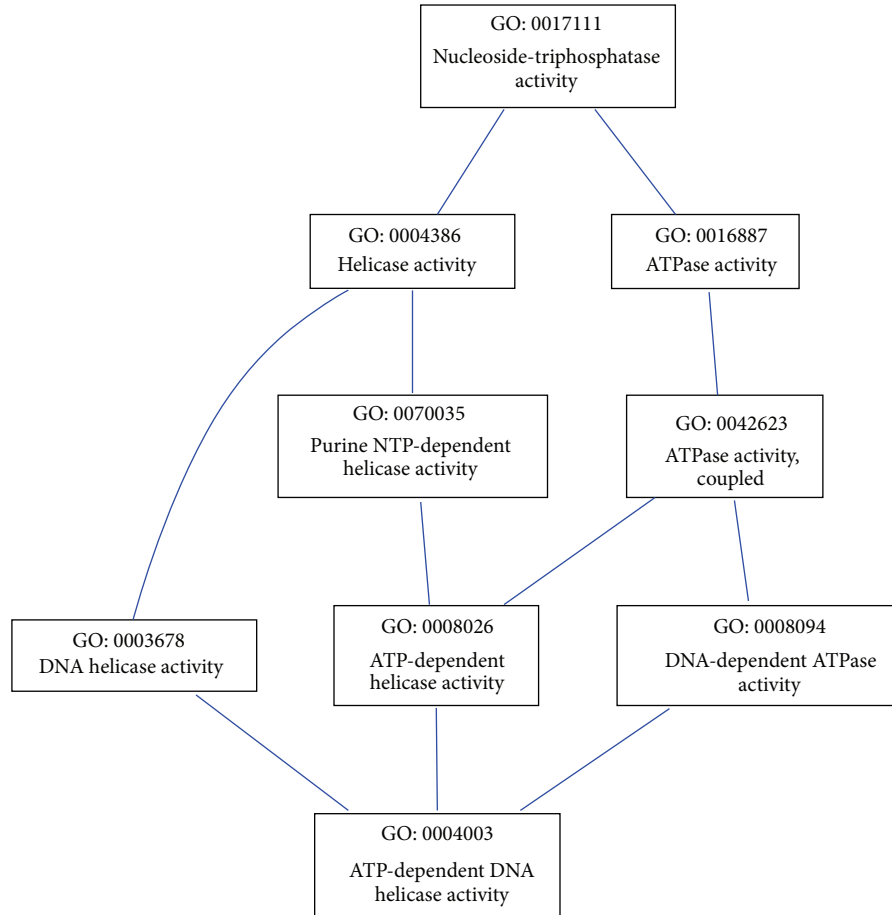 GO: 0017111
Nucleoside-triphosphatase
activity
GO: 0004386
Helicase activity
GO: 0016887
ATPase activity
GO: 0070035
Purine NTP-dependent
helicase activity
GO: 0042623
ATPase activity,
coupled
GO: 0003678
DNA helicase activity
GO: 0008026
ATP-dependent
helicase activity
GO: 0008094
DNA-dependent ATPase
activity
GO: 0004003
ATP-dependent DNA
helicase activity